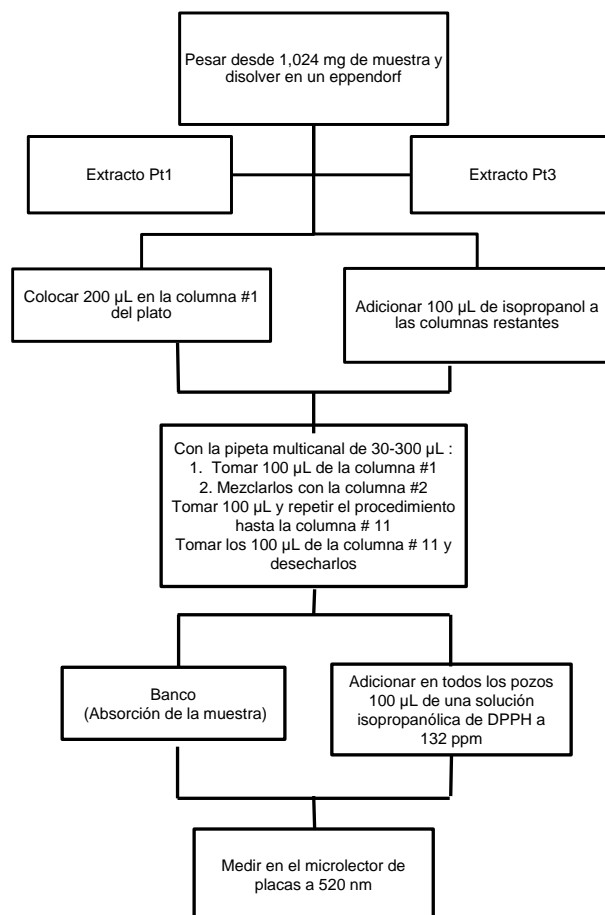 Pesar desde 1,024 mg de muestra y
disolver en un eppendorf
Extracto Pt1
Extracto Pt3
Colocar 200 µL en la columna #1
del plato
Adicionar 100 µL de isopropanol a
las columnas restantes
Con la pipeta multicanal de 30-300 µL :
1. Tomar 100 µL de la columna #1
2. Mezclarlos con la columna #2
Tomar 100 µL y repetir el procedimiento
hasta la columna # 11
Tomar los 100 µL de la columna # 11 y
desecharlos
Banco
(Absorción de la muestra)
Adicionar en todos los pozos
100 µL de una solución
isopropanólica de DPPH a
132 ppm
Medir en el microlector de
placas a 520 nm